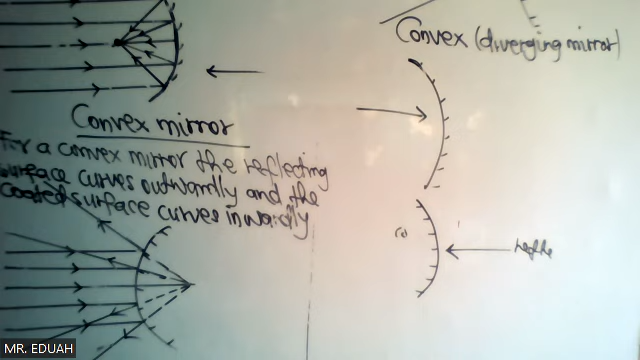 Convex (diverging mirror)
Convex mirror
For a convex mirror the reflecting
surface curves outwardly and the
coated surface curves inwardly
MR. EDUAH